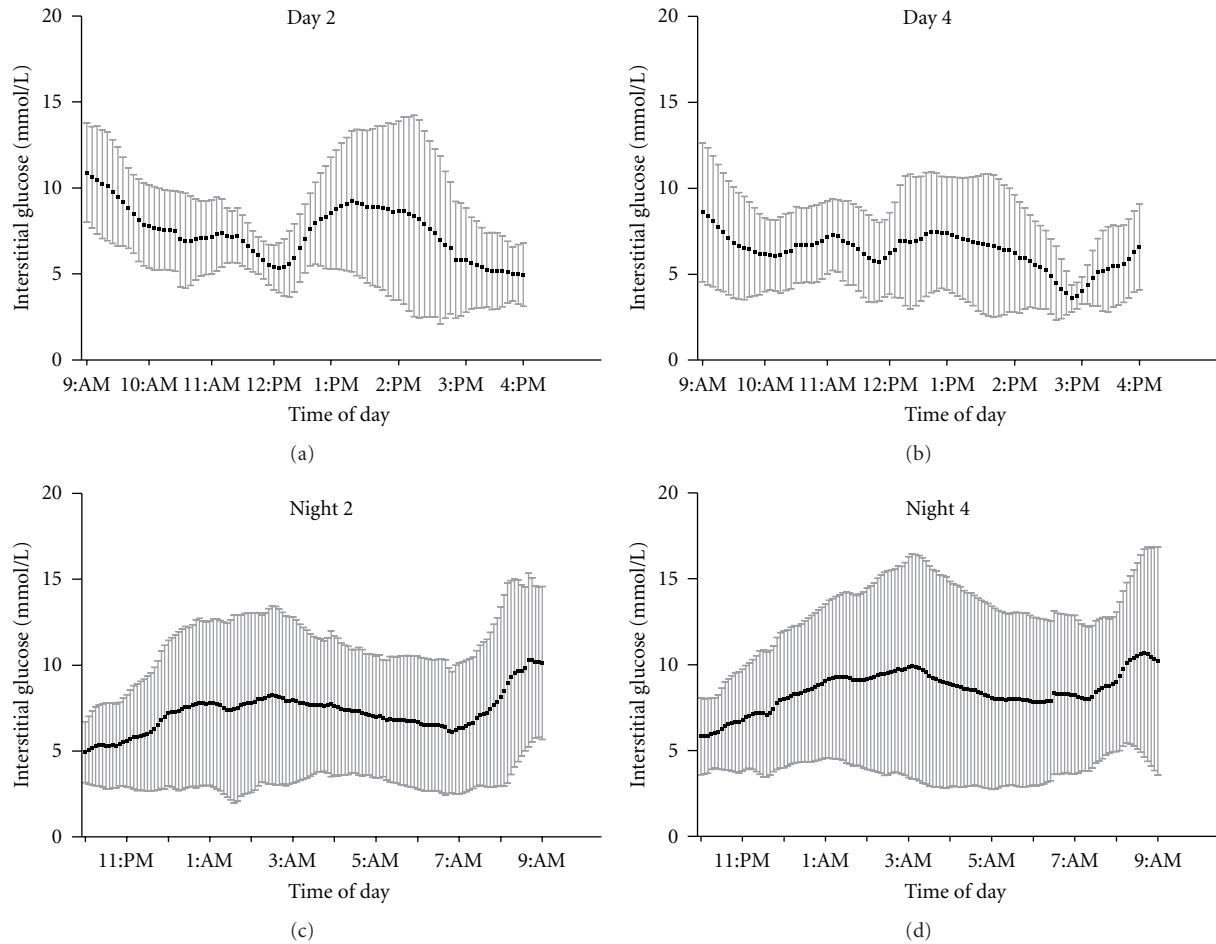 Day 2
20
15
10
5
0
Interstitial glucose (mmol/L)
9:AM 10:AM 11:AM 12:PM 1:PM 2:PM 3:PM 4:PM
Time of day
(a)
Day 4
20
15
10
5
0
Interstitial glucose (mmol/L)
9:AM 10:AM 11:AM 12:PM 1:PM 2:PM 3:PM 4:PM
Time of day
(b)
Night 2
20
15
10
5
0
Interstitial glucose (mmol/L)
11:PM 1:AM 3:AM 5:AM 7:AM 9:AM
Time of day
(c)
Night 4
20
15
10
5
0
Interstitial glucose (mmol/L)
11:PM 1:AM 3:AM 5:AM 7:AM 9:AM
Time of day
(d)